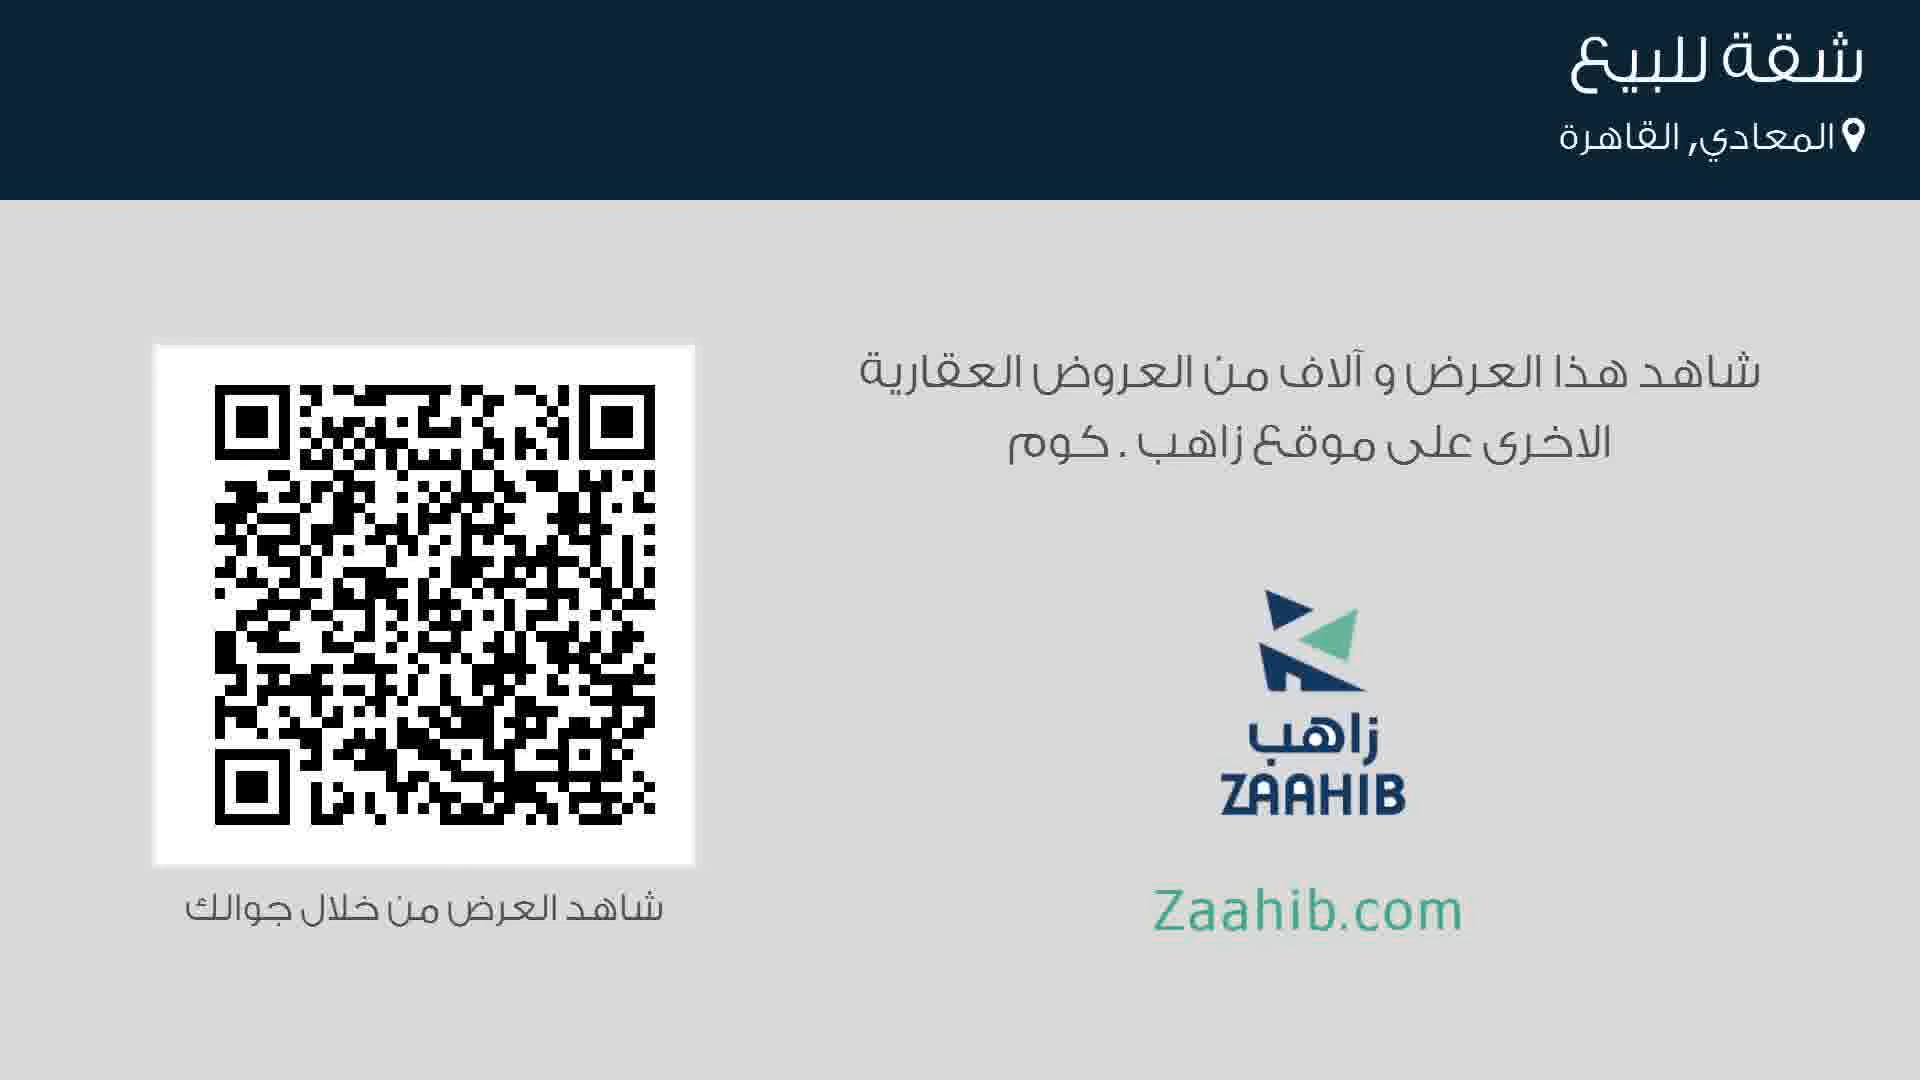 شقة للبيع
المعادي, القاهرة
شاهد هذا العرض و آلاف من العروض العقارية
الاخرى على موقع زاهب . كوم
زاهب
ZAAHIB
Zaahib.com
شاهد العرض من خلال جوالك